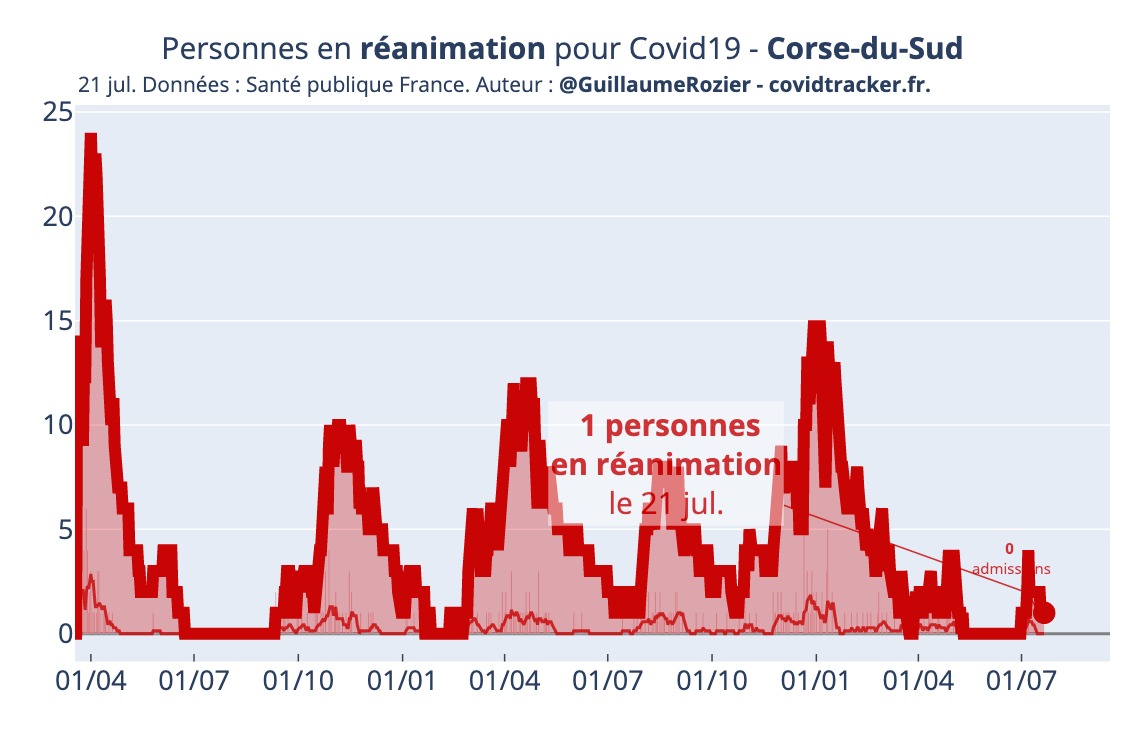 Personnes en réanimation pour Covid19 - Corse-du-Sud
21 jul. Données : Santé publique France. Auteur : @GuillaumeRozier - covidtracker.fr.
25
20
15
10
5
0
1 personnes
en réanimation
le 21 jul.
0
admissions
01/04 01/07 01/10 01/01 01/04 01/07 01/10 01/01 01/04 01/07